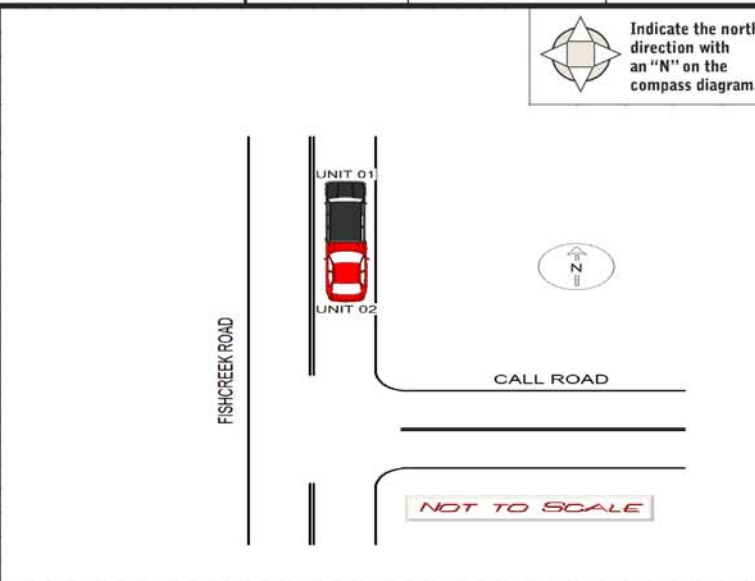 Indicate the north
direction with
an "N" on the
compass diagram.
UNIT 01
N
UNIT 02
FISHCREEK ROAD
CALL ROAD
NOT TO SCALE